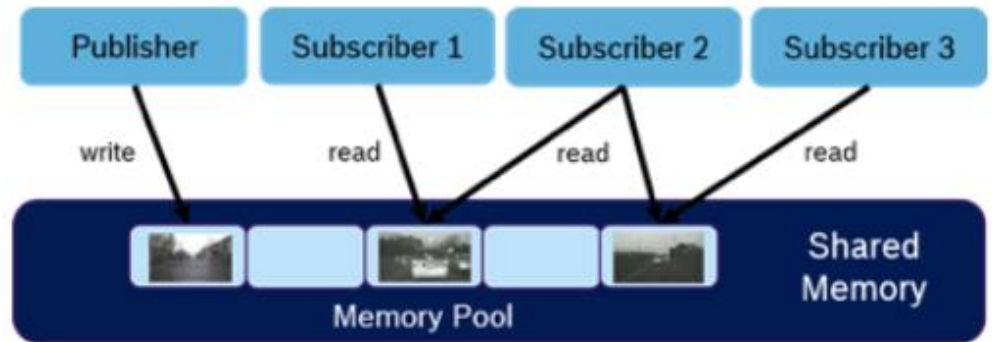 Publisher
Subscriber 1
Subscriber 2
Subscriber 3
write
read
read
read
Shared
Memory
Memory Pool